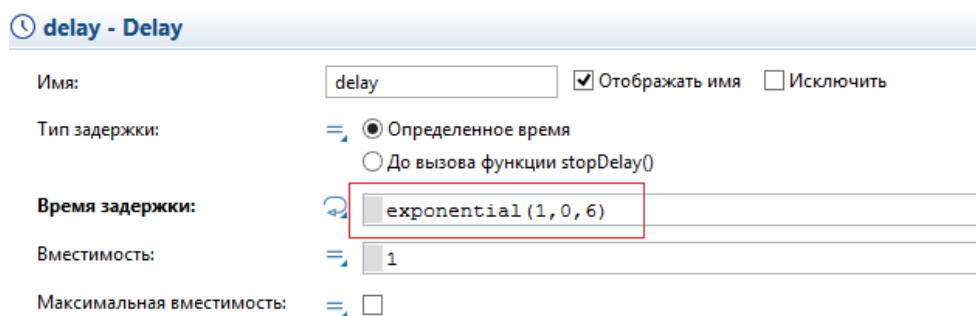 delay - Delay
Имя: delay Отображать имя Исключить
Тип задержки: Определенное время
До вызова функции stopDelay()
Время задержки: exponential(1,0,6)
Вместимость: 1
Максимальная вместимость: